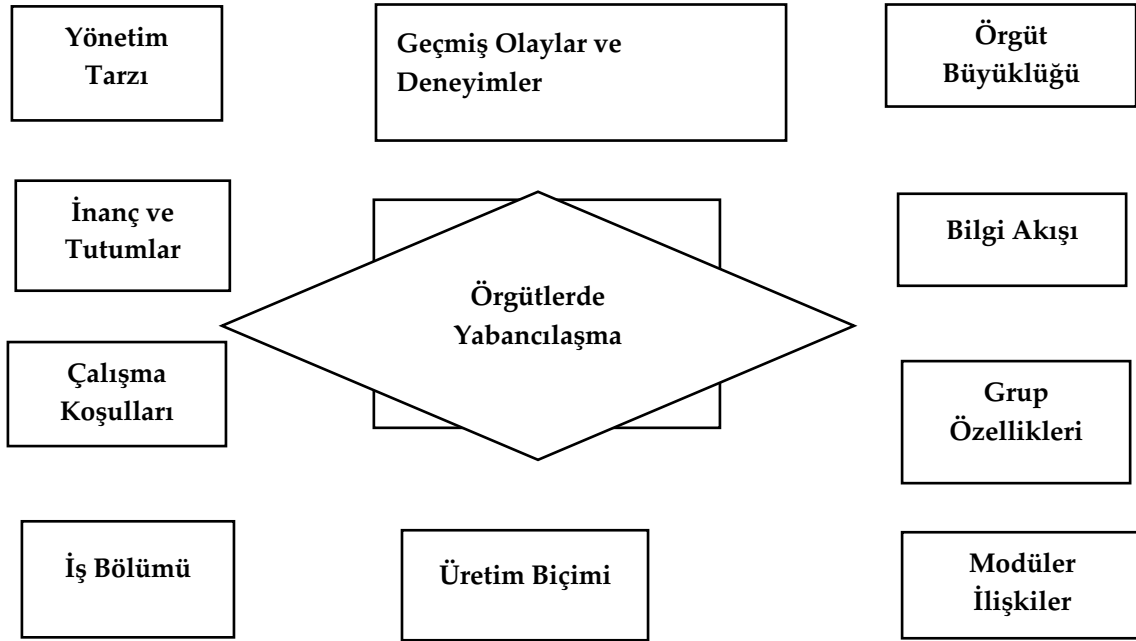 Yönetim
Tarzı
Geçmiş Olaylar ve
Deneyimler
Örgüt
Büyüklüğü
İnanç ve
Tutumlar
Bilgi Akışı
Örgütlerde
Yabancılaşma
Çalışma
Koşulları
Grup
Özellikleri
İş Bölümü
Üretim Biçimi
Modüler
İlişkiler